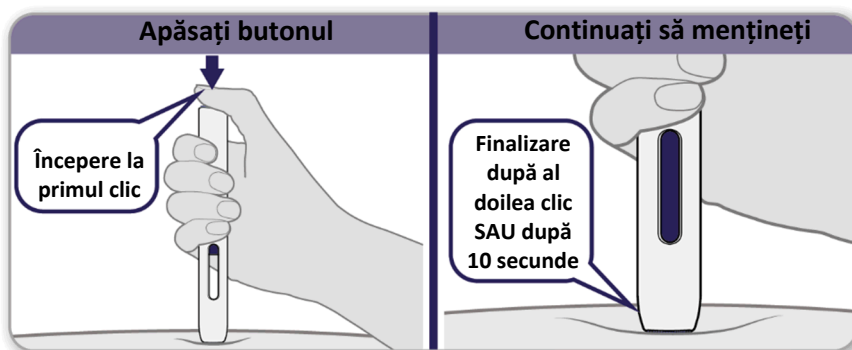 Apăsați butonul
Începere la
primul clic
Continuați să mențineți
Finalizare
după al
doilea clic
SAU după
10 secunde